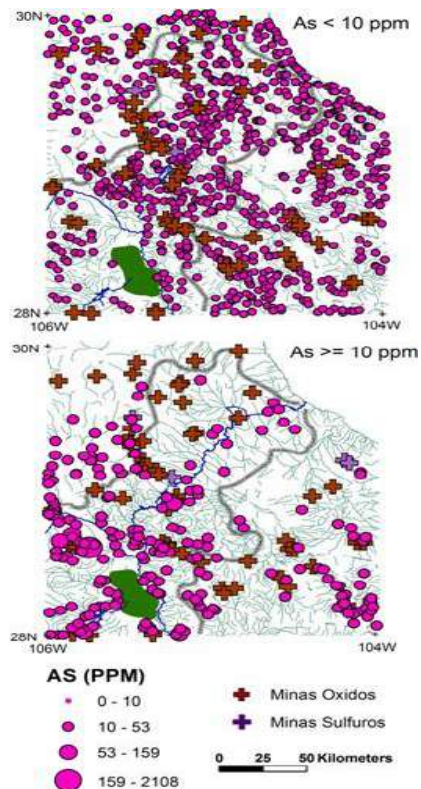 30N
As < 10 ppm
28N
106W
104W
30N
As >= 10 ppm
28N
106W
104W
AS (PPM)
0 - 10
10 - 53
53 - 159
159 - 2108
Minas Oxidos
Minas Sulfuros
0 25 50 Kilometers